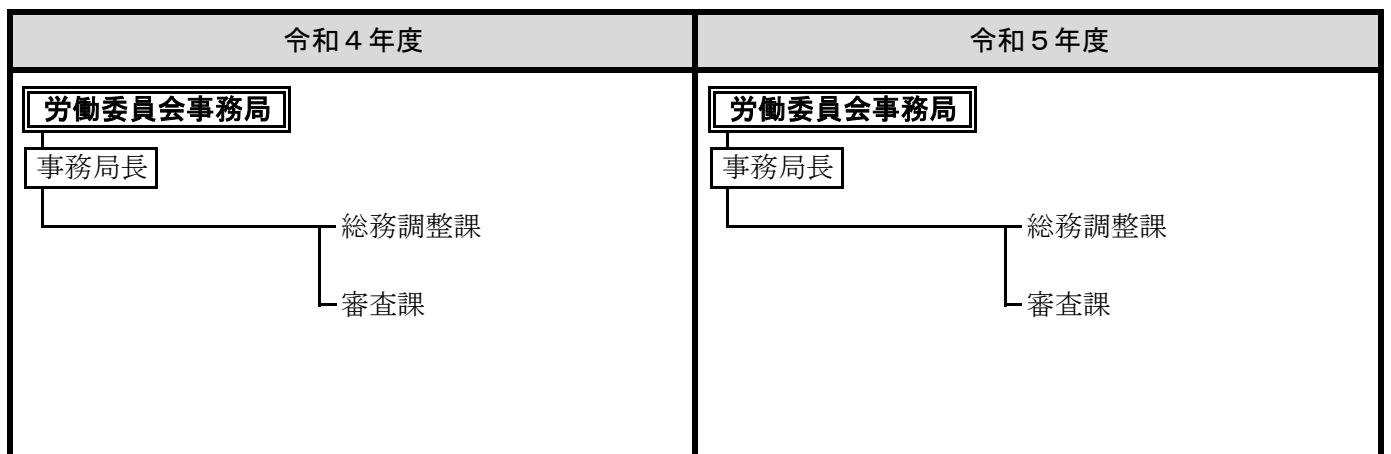 令和４年度
令和５年度
労働委員会事務局
事務局長
総務調整課
審査課
労働委員会事務局
事務局長
総務調整課
審査課